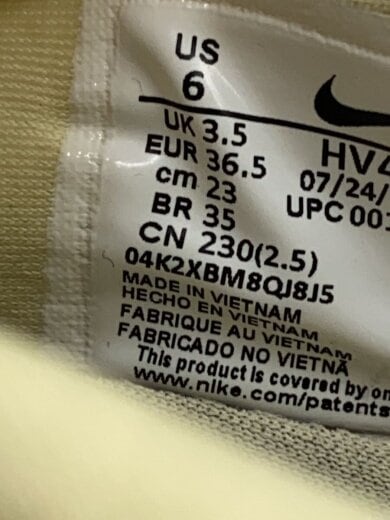 US
6
UK 3.5
EUR 36.5
cm 23
BR 35
CN 230(2.5)
HV
07/24/
UPC 00
04K2XBM8QJ8J5
MADE IN VIETNAM
HECHO EN VIETNAM
FABRIQUE AU VIETNAM
FABRICADO NO VIETNÃ
This product is covered by
www.nike.com/patents